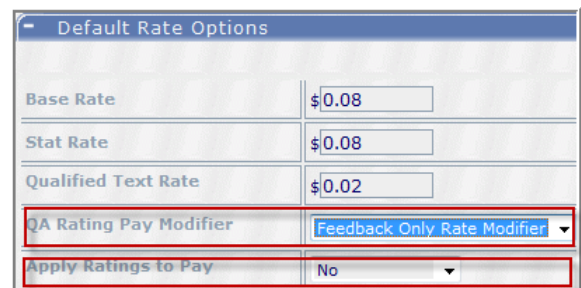 - Default Rate Options
Base Rate $0.08
Stat Rate $0.08
Qualified Text Rate $0.02
QA Rating Pay Modifier Feedback Only Rate Modifier
Apply Ratings to Pay No